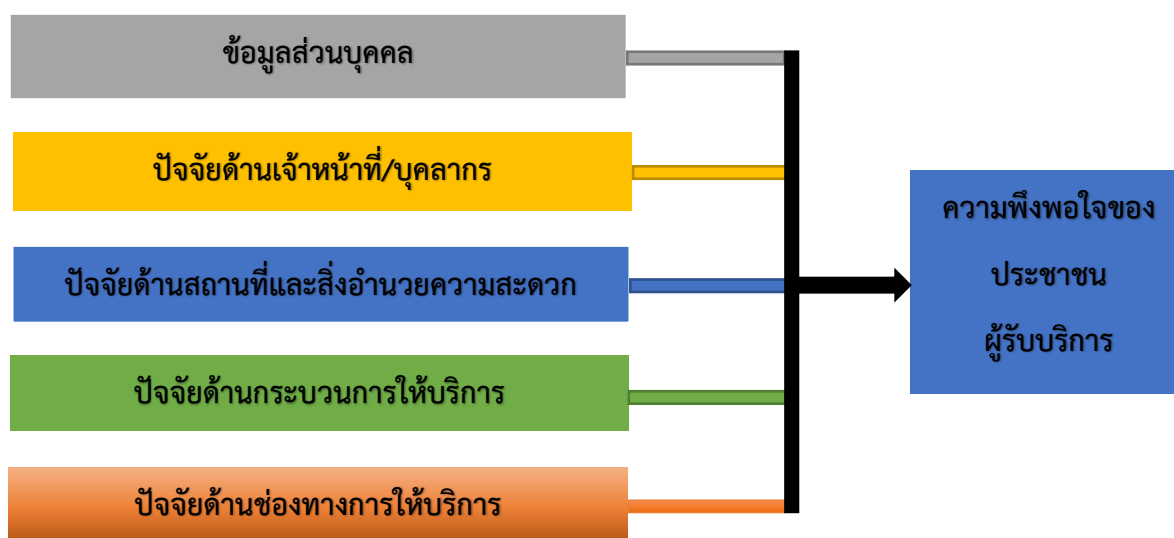 ข้อมูลส่วนบุคคล
ปัจจัยด้านเจ้าหน้าที่/บุคลากร
ปัจจัยด้านสถานที่และสิ่งอำนวยความสะดวก
ปัจจัยด้านกระบวนการให้บริการ
ปัจจัยด้านช่องทางการให้บริการ
ความพึงพอใจของ
ประชาชน
ผู้รับบริการ